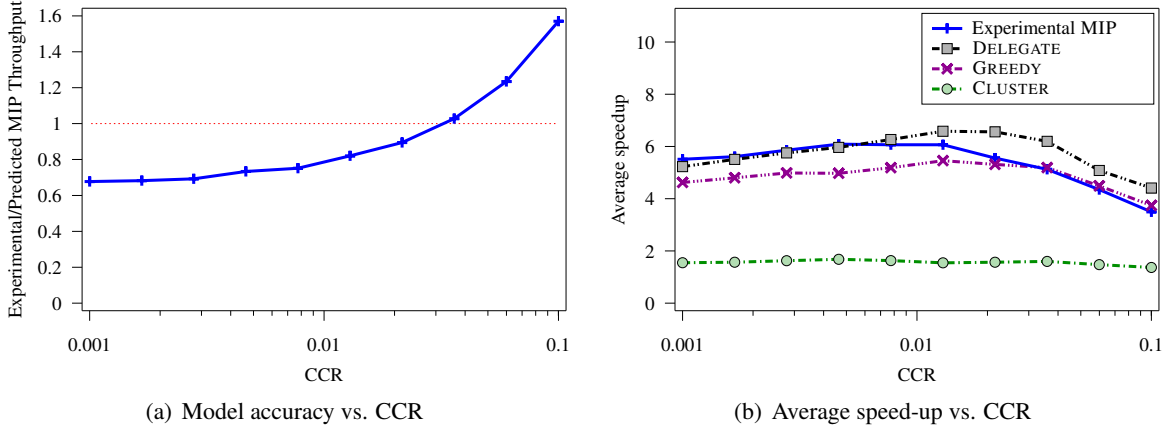 Experimental/Predicted MIP Throughput
1.6
1.4
1.2
1
0.8
0.6
0.4
0.2
0
0.001
0.01
0.1
CCR
(a) Model accuracy vs. CCR
Average speedup
10
8
6
4
2
0
Experimental MIP
DELEGATE
GREEDY
CLUSTER
0.001
0.01
0.1
CCR
(b) Average speed-up vs. CCR